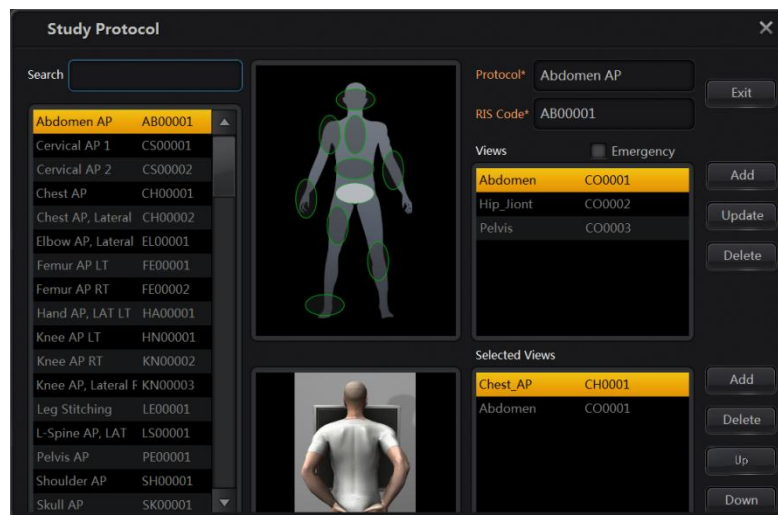 Study Protocol
Search
Abdomen AP AB00001
Cervical AP 1 CS00001
Cervical AP 2 CS00002
Chest AP CH00001
Chest AP, Lateral CH00002
Elbow AP, Lateral EL00001
Femur AP LT FE00001
Femur AP RT FE00002
Hand AP, LAT LT HA00001
Knee AP LT HN00001
Knee AP RT KN00002
Knee AP, Lateral F KN00003
Leg Stitching LE00001
L-Spine AP, LAT LS00001
Pelvis AP PE00001
Shoulder AP SH00001
Skull AP SK00001
Protocol* Abdomen AP
RIS Code* AB00001
Exit
Views Emergency
Abdomen CO0001
Hip_Jiont CO0002
Pelvis CO0003
Add
Update
Delete
Selected Views
Chest_AP CH0001
Abdomen CO0001
Add
Delete
Up
Down